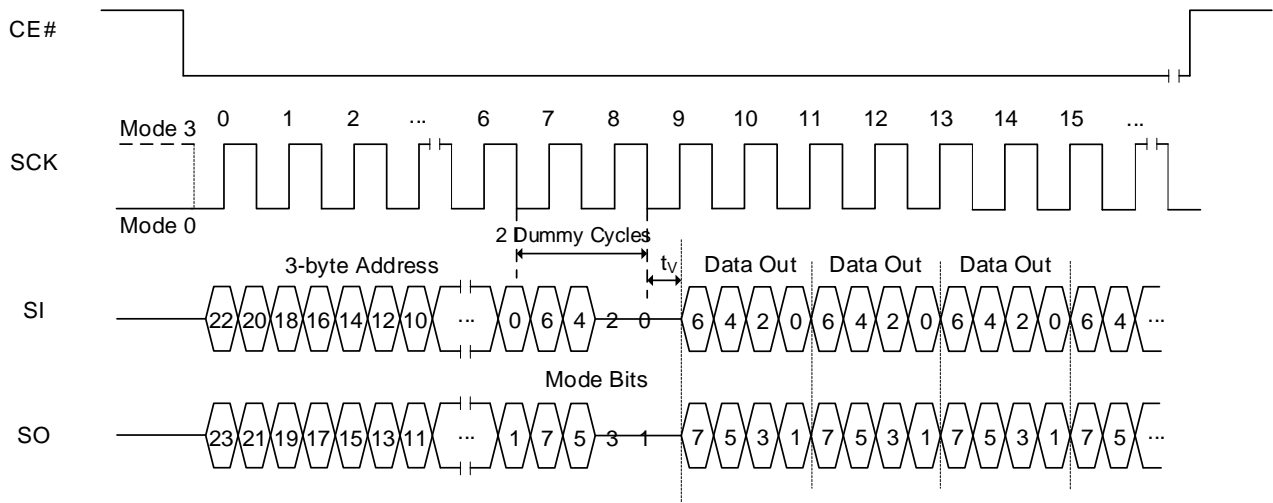 CE#
0 1 2 ... 6 7 8 9 10 11 12 13 14 15 ...
Mode 3
SCK
Mode 0
2 Dummy Cycles
3-byte Address tV Data Out Data Out Data Out
SI 22 20 18 16 14 12 10 ... 0 6 4 2 0 6 4 2 0 6 4 2 0 6 4 2 0 6 4 ...
Mode Bits
SO 23 21 19 17 15 13 11 ... 1 7 5 3 1 7 5 3 1 7 5 3 1 7 5 3 1 7 5 ...